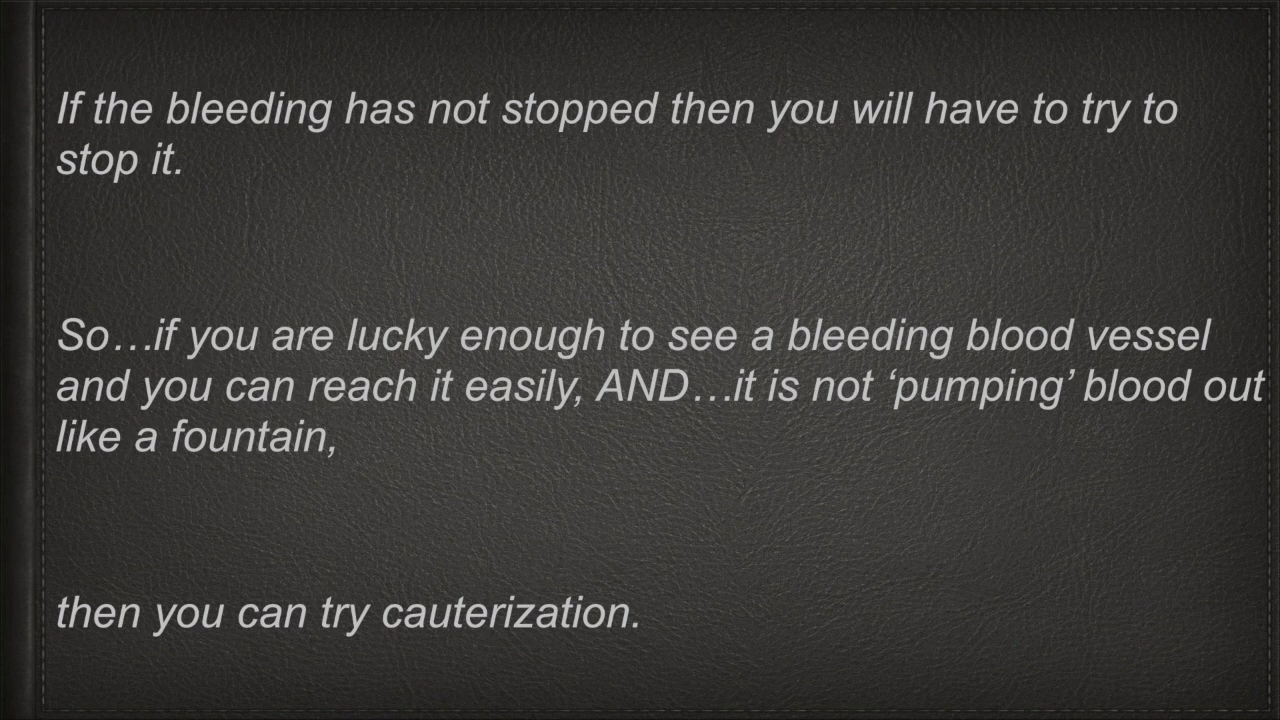 If the bleeding has not stopped then you will have to try to
stop it.
So…if you are lucky enough to see a bleeding blood vessel
and you can reach it easily, AND…it is not ‘pumping’ blood out
like a fountain,
then you can try cauterization.